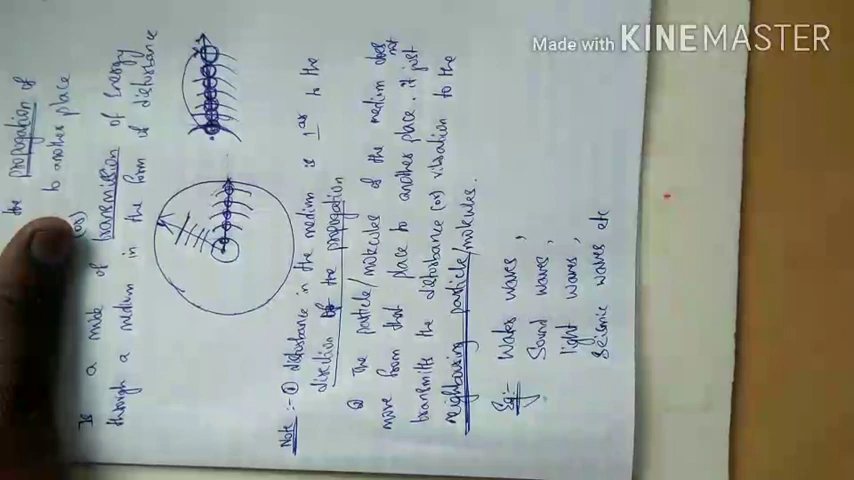 the propagation of
to another place
(or)
Is a mode of transmission of Energy
through a medium in the form of disturbance
Note :- ① disturbance in the medium is ⊥ar to the
direction of the propagation
② The particle/molecules of the medium does not
move from that place to another place. it just
transmits the disturbance (or) vibration to the
neighbouring particle/molecules.
Eg:- Water waves,
Sound waves,
light waves,
Seismic waves etc
Made with KINEMASTER